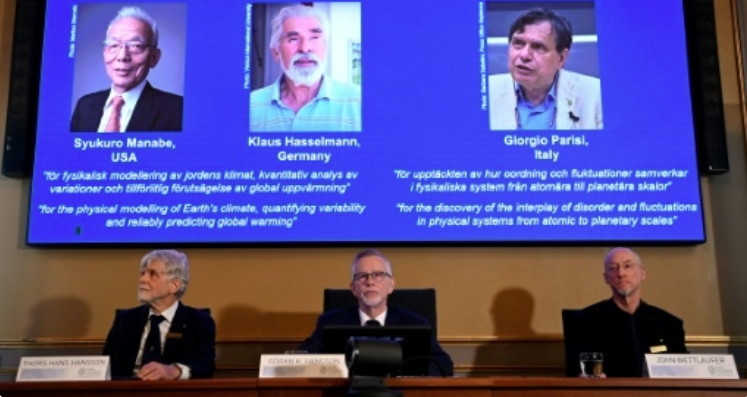 Syukuro Manabe,
USA
Klaus Hasselmann,
Germany
Giorgio Parisi,
Italy
"för fysikalisk modellering av jordens klimat, kvantitativ analys av
variationer och tillförlitlig förutsägelse av global uppvärmning"
"for the physical modelling of Earth's climate, quantifying variability
and reliably predicting global warming"
"för upptäckten av hur oordning och fluktuationer samverkar
i fysikaliska system från atomära till planetära skalor"
"for the discovery of the interplay of disorder and fluctuations
in physical systems from atomic to planetary scales"
THORS HANS HANSSON
GÖRAN K. HANSSON
JOHN WETTLAUFER